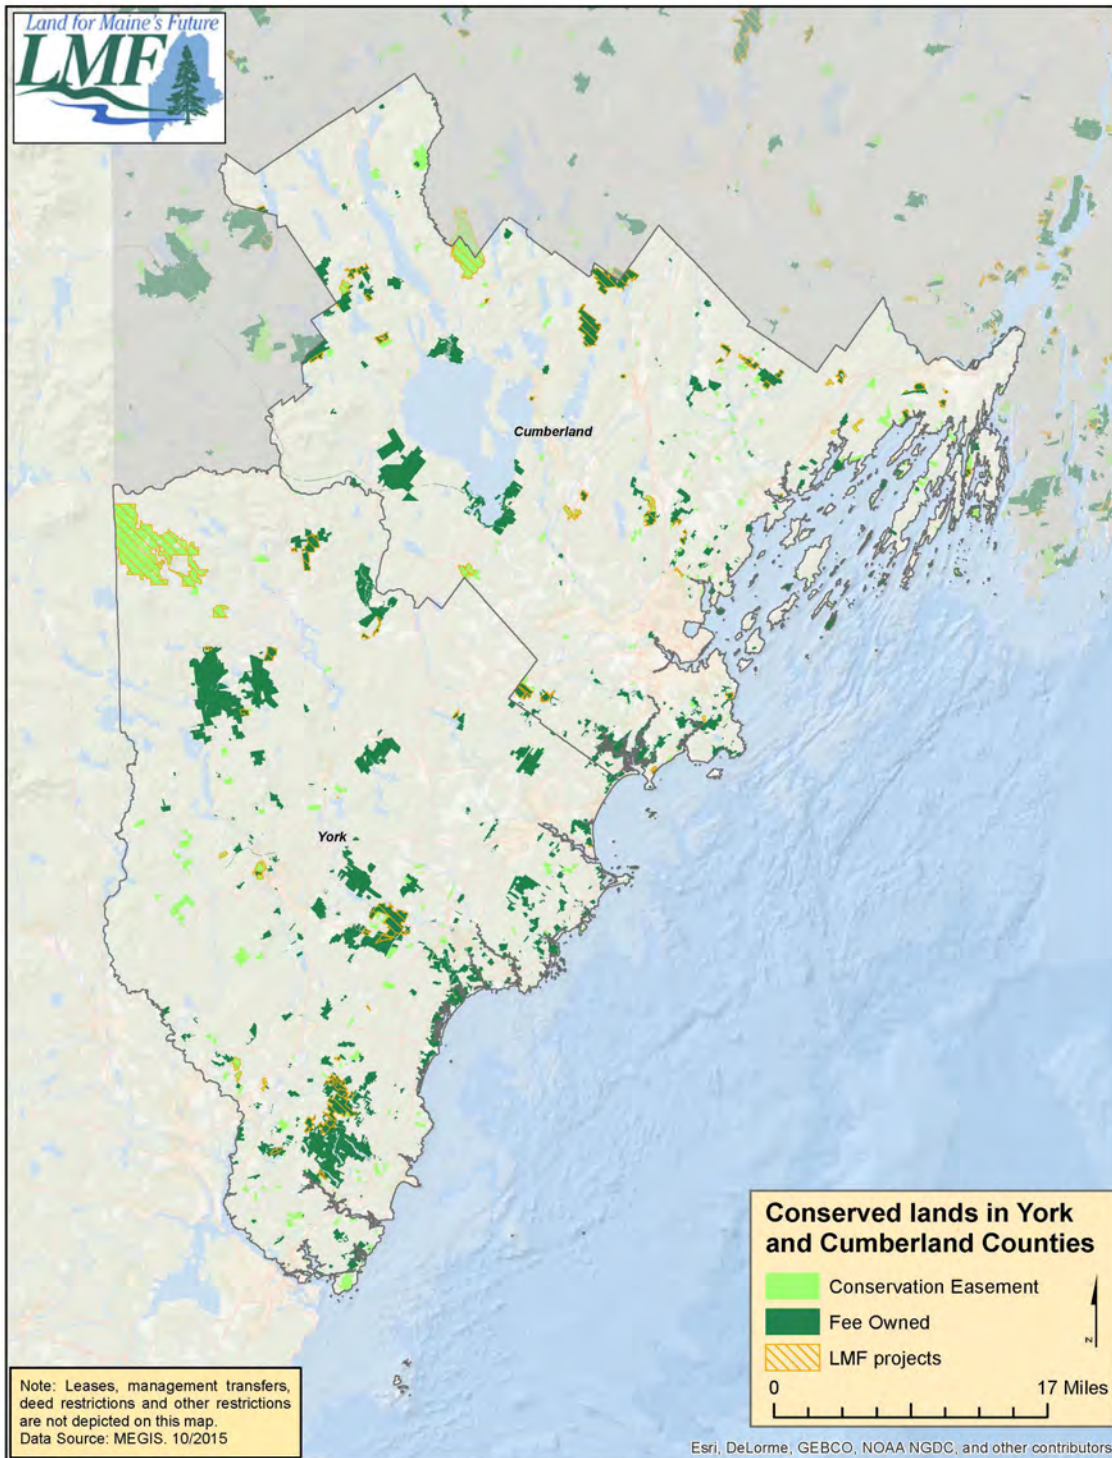 Land for Maine's Future
LMF
Cumberland
York
Conserved lands in York
and Cumberland Counties
Conservation Easement
Fee Owned
LMF projects
N
0 17 Miles
Note: Leases, management transfers,
deed restrictions and other restrictions
are not depicted on this map.
Data Source: MEGIS. 10/2015
Esri, DeLorme, GEBCO, NOAA NGDC, and other contributors